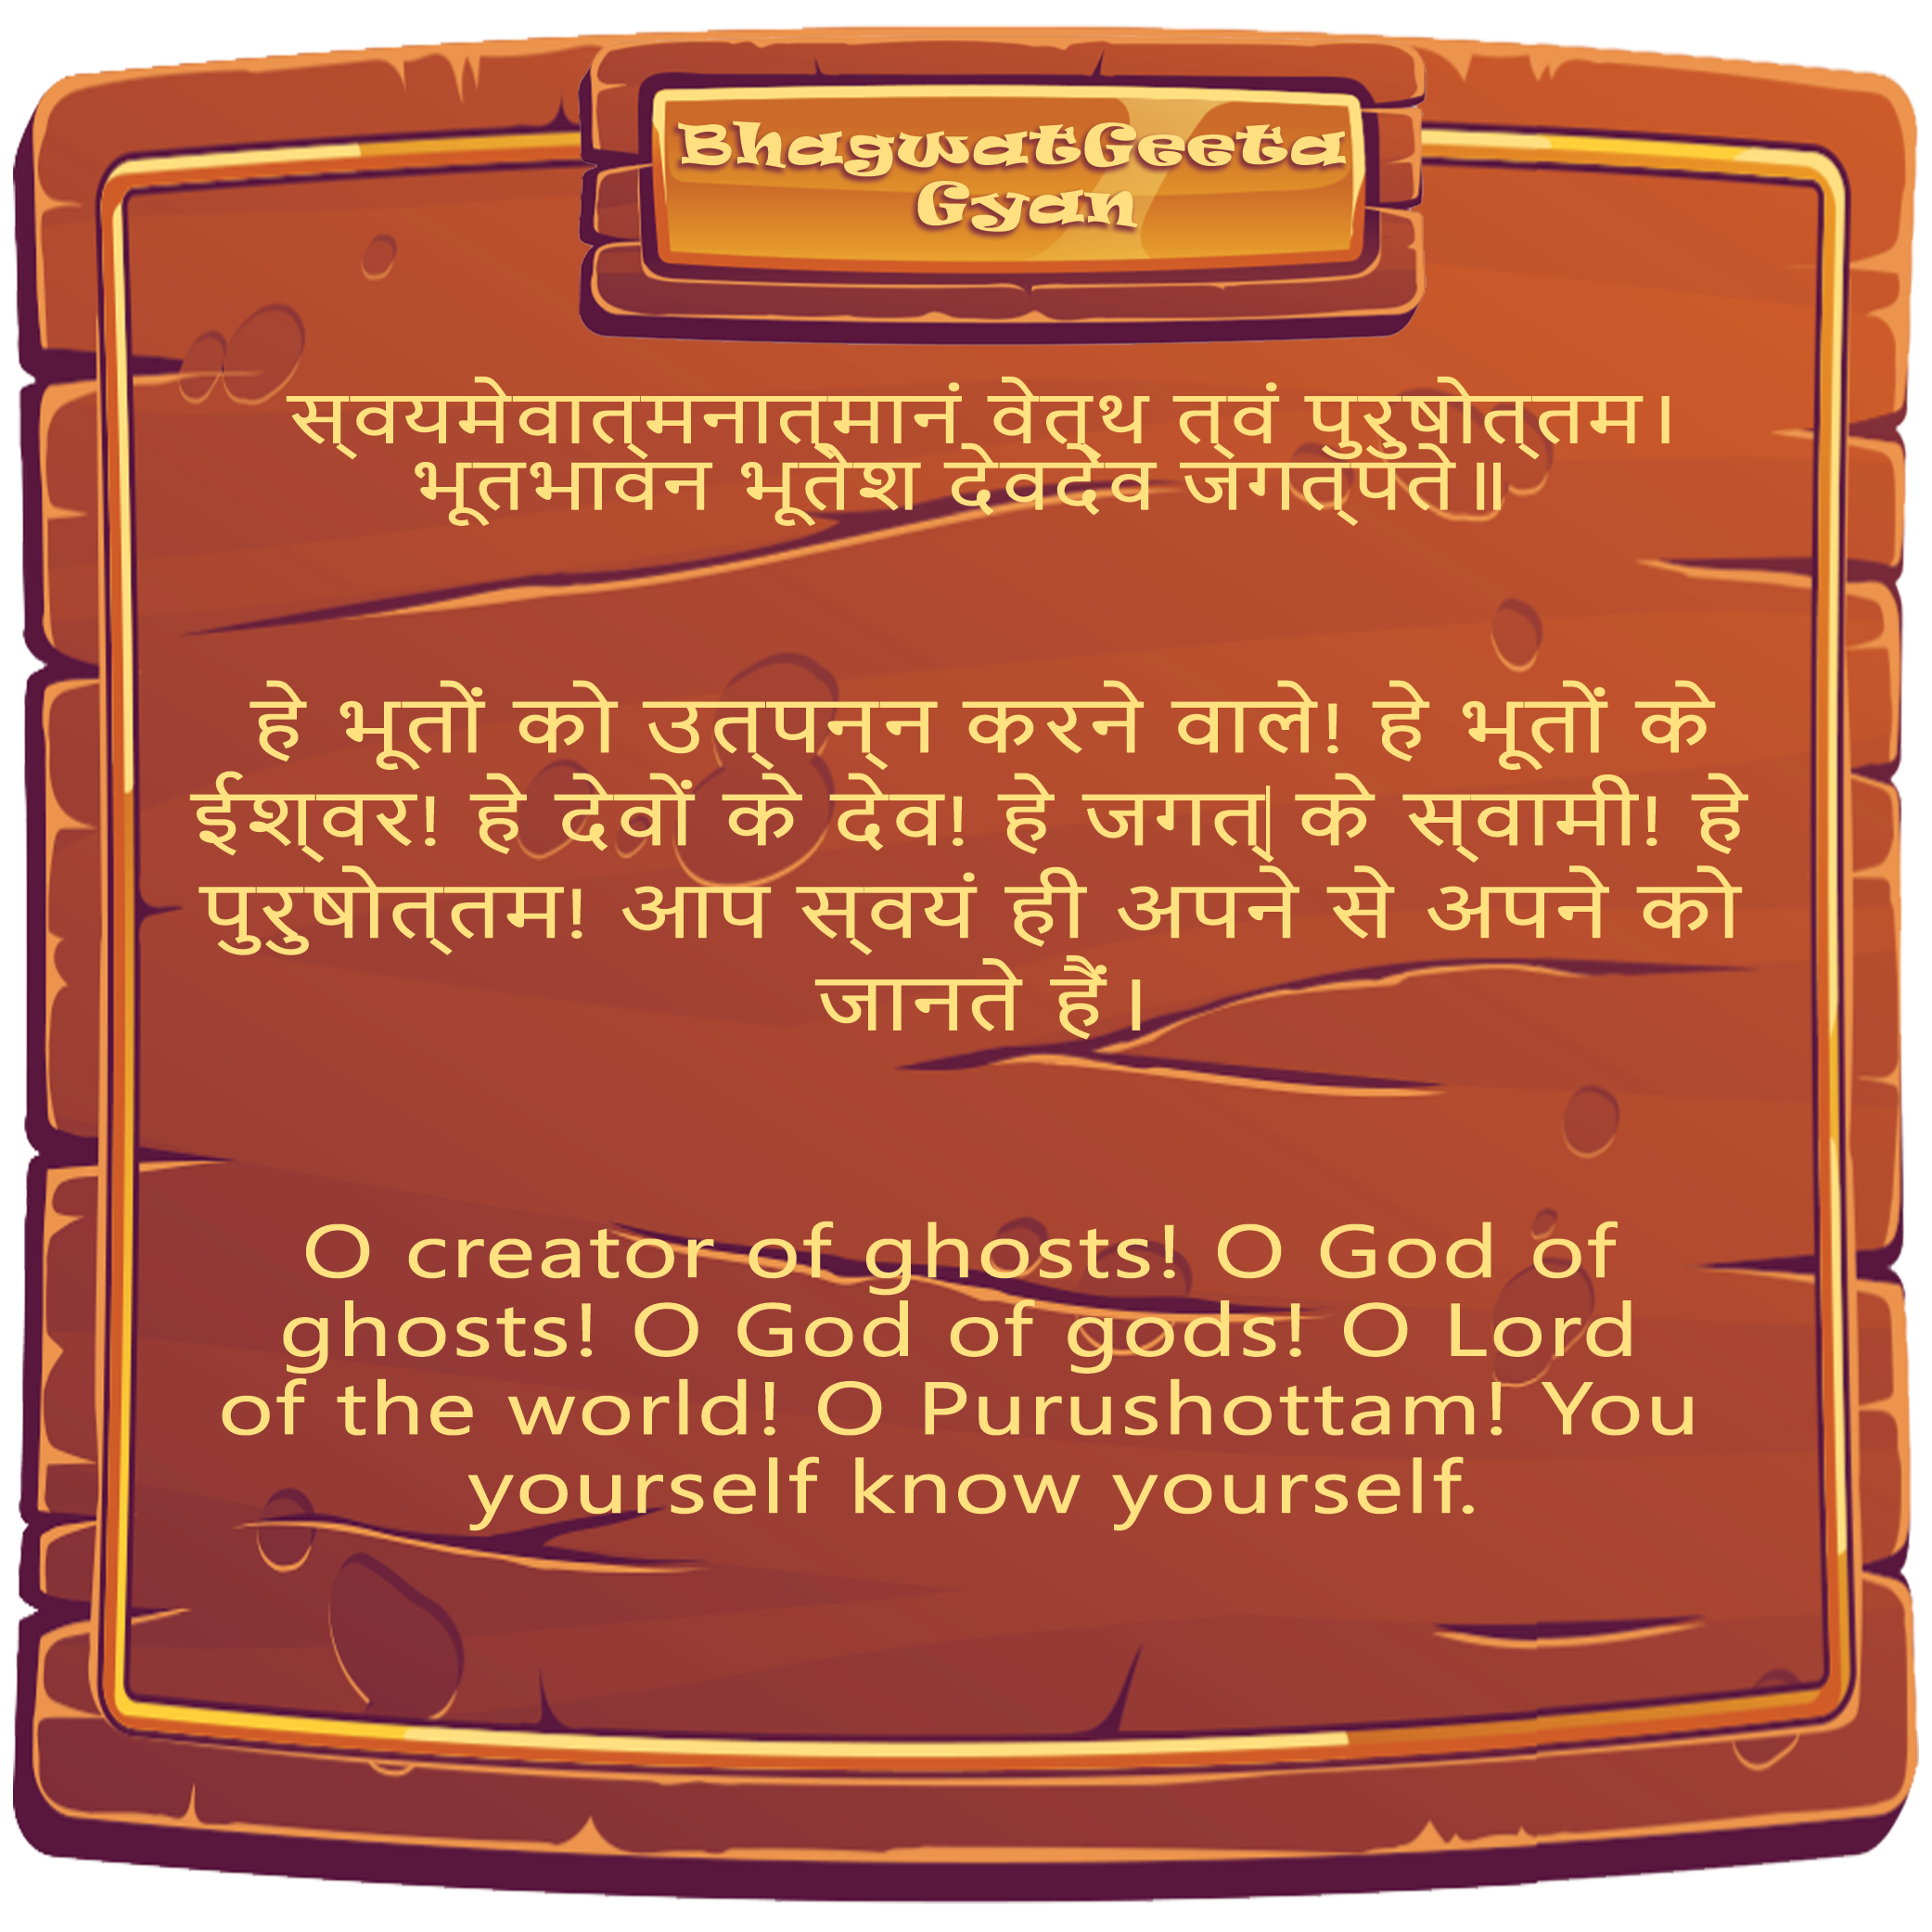 BhagwatGeeta
Gyan
स्वयमेवात्मनात्मानं वेत्थ त्वं पुरुषोत्तम।
भूतभावन भूतेश देवदेव जगत्पते॥
हे भूतों को उत्पन्न करने वाले! हे भूतों के
ईश्वर! हे देवों के देव! हे जगत्| के स्वामी! हे
पुरुषोत्तम! आप स्वयं ही अपने से अपने को
जानते हैं।
O creator of ghosts! O God of
ghosts! O God of gods! O Lord
of the world! O Purushottam! You
yourself know yourself.